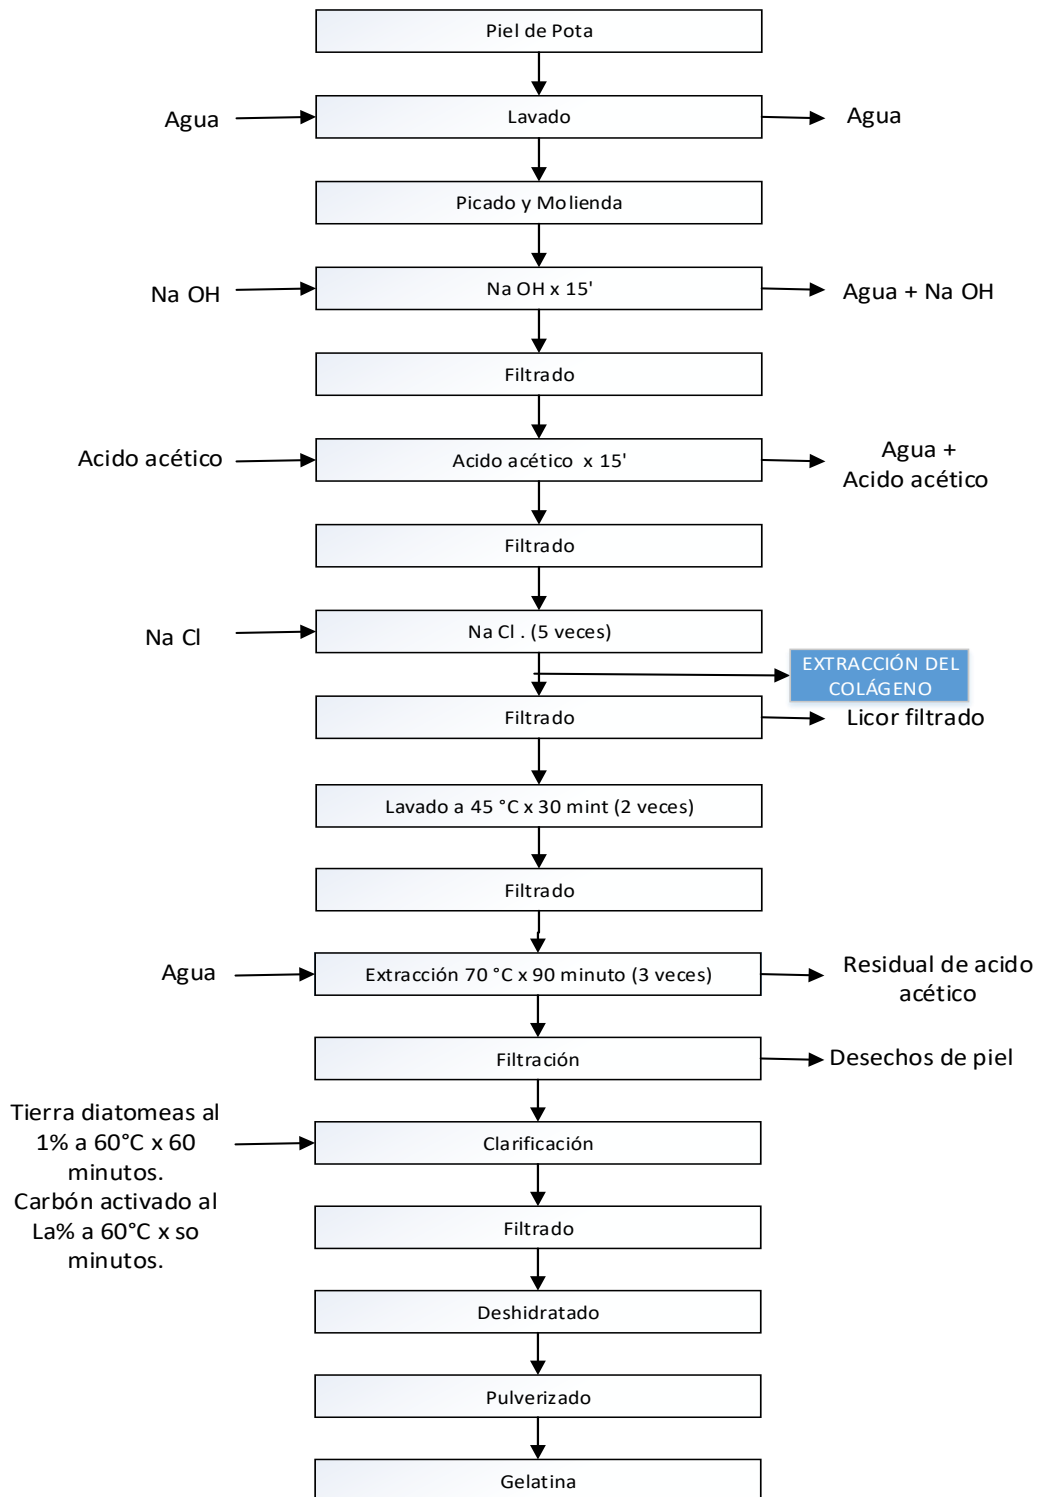 Piel de Pota
Agua
Lavado
Agua
Picado y Molienda
Na OH
Na OH x 15'
Agua + Na OH
Filtrado
Acido acético
Acido acético x 15'
Agua +
Acido acético
Filtrado
Na Cl
Na Cl . (5 veces)
EXTRACCIÓN DEL
COLÁGENO
Filtrado
Licor filtrado
Lavado a 45 °C x 30 mint (2 veces)
Filtrado
Agua
Extracción 70 °C x 90 minuto (3 veces)
Residual de acido
acético
Filtración
Desechos de piel
Tierra diatomeas al
1% a 60°C x 60
minutos.
Carbón activado al
La% a 60°C x so
minutos.
Clarificación
Filtrado
Deshidratado
Pulverizado
Gelatina